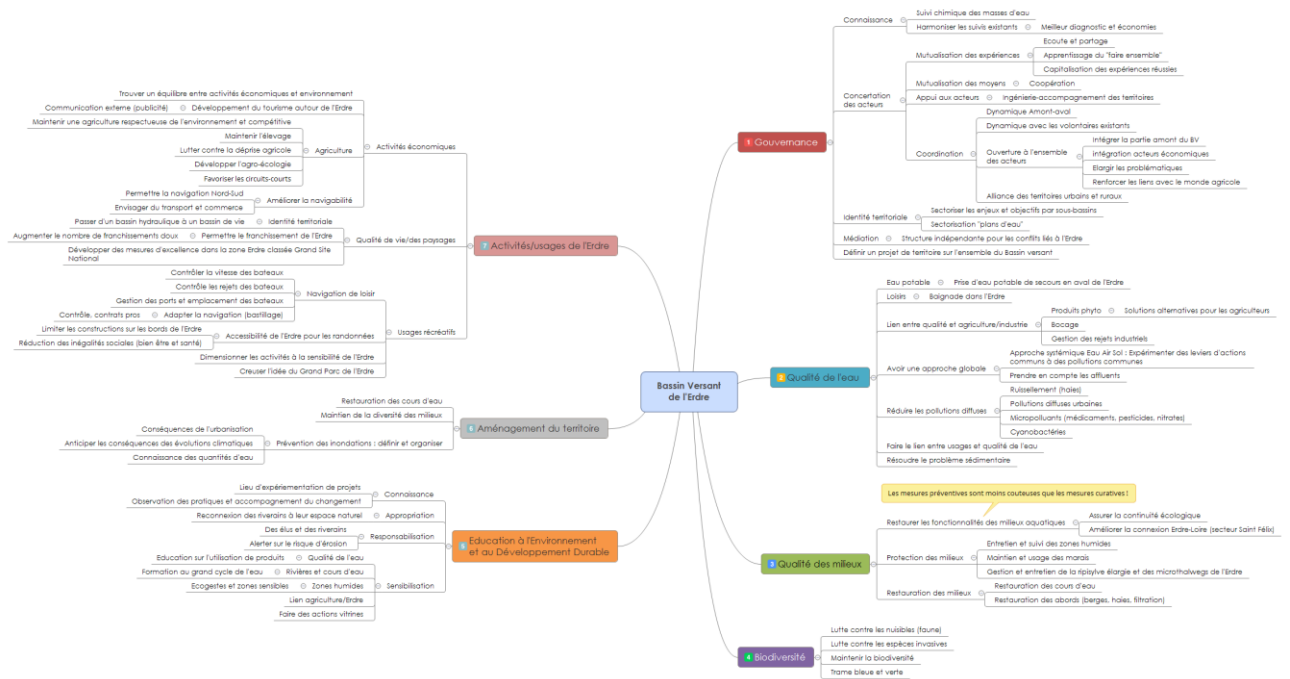 Bassin Versant
de l'Erdre
1 Gouvernance
Connaissance
Suivi chimique des masses d'eau
Harmoniser les suivis existants
Meilleur diagnostic et économies
Concertation
des acteurs
Mutualisation des expériences
Ecoute et partage
Apprentissage du "faire ensemble"
Capitalisation des expériences réussies
Mutualisation des moyens
Coopération
Appui aux acteurs
Ingénierie-accompagnement des territoires
Coordination
Dynamique Amont-aval
Dynamique avec les volontaires existants
Ouverture à l'ensemble
des acteurs
Intégrer la partie amont du BV
intégration acteurs économiques
Elargir les problématiques
Renforcer les liens avec le monde agricole
Alliance des territoires urbains et ruraux
Identité territoriale
Sectoriser les enjeux et objectifs par sous-bassins
Sectorisation "plans d'eau"
Médiation
Structure indépendante pour les conflits liés à l'Erdre
Définir un projet de territoire sur l'ensemble du Bassin versant
2 Qualité de l'eau
Eau potable
Prise d'eau potable de secours en aval de l'Erdre
Loisirs
Baignade dans l'Erdre
Lien entre qualité et agriculture/industrie
Produits phyto
Solutions alternatives pour les agriculteurs
Bocage
Gestion des rejets industriels
Avoir une approche globale
Approche systémique Eau Air Sol : Expérimenter des leviers d'actions
communs à des pollutions communes
Prendre en compte les affluents
Réduire les pollutions diffuses
Ruissellement (haies)
Pollutions diffuses urbaines
Micropolluants (médicaments, pesticides, nitrates)
Cyanobactéries
Faire le lien entre usages et qualité de l'eau
Résoudre le problème sédimentaire
3 Qualité des milieux
Les mesures préventives sont moins couteuses que les mesures curatives !
Restaurer les fonctionnalités des milieux aquatiques
Assurer la continuité écologique
Améliorer la connexion Erdre-Loire (secteur Saint Félix)
Protection des milieux
Entretien et suivi des zones humides
Maintien et usage des marais
Gestion et entretien de la ripisylve élargie et des microthalwegs de l'Erdre
Restauration des milieux
Restauration des cours d'eau
Restauration des abords (berges, haies, filtration)
4 Biodiversité
Lutte contre les nuisibles (faune)
Lutte contre les espèces invasives
Maintenir la biodiversité
Trame bleue et verte
5 Education à l'Environnement
et au Développement Durable
Connaissance
Lieu d'expériementation de projets
Observation des pratiques et accompagnement du changement
Appropriation
Reconnexion des riverains à leur espace naturel
Responsabilisation
Des élus et des riverains
Alerter sur le risque d'érosion
Sensibilisation
Qualité de l'eau
Education sur l'utilisation de produits
Rivières et cours d'eau
Formation au grand cycle de l'eau
Zones humides
Ecogestes et zones sensibles
Lien agriculture/Erdre
Faire des actions vitrines
6 Aménagement du territoire
Restauration des cours d'eau
Maintien de la diversité des milieux
Prévention des inondations : définir et organiser
Conséquences de l'urbanisation
Anticiper les conséquences des évolutions climatiques
Connaissance des quantités d'eau
7 Activités/usages de l'Erdre
Activités économiques
Trouver un équilibre entre activités économiques et environnement
Développement du tourisme autour de l'Erdre
Communication externe (publicité)
Agriculture
Maintenir une agriculture respectueuse de l'environnement et compétitive
Maintenir l'élevage
Lutter contre la déprise agricole
Développer l'agro-écologie
Favoriser les circuits-courts
Améliorer la navigabilité
Permettre la navigation Nord-Sud
Envisager du transport et commerce
Qualité de vie/des paysages
Identité territoriale
Passer d'un bassin hydraulique à un bassin de vie
Permettre le franchissement de l'Erdre
Augmenter le nombre de franchissements doux
Développer des mesures d'excellence dans la zone Erdre classée Grand Site
National
Usages récréatifs
Navigation de loisir
Contrôler la vitesse des bateaux
Contrôle les rejets des bateaux
Gestion des ports et emplacement des bateaux
Adapter la navigation (bastillage)
Contrôle, contrats pros
Accessibilité de l'Erdre pour les randonnées
Limiter les constructions sur les bords de l'Erdre
Réduction des inégalités sociales (bien être et santé)
Dimensionner les activités à la sensibilité de l'Erdre
Creuser l'idée du Grand Parc de l'Erdre